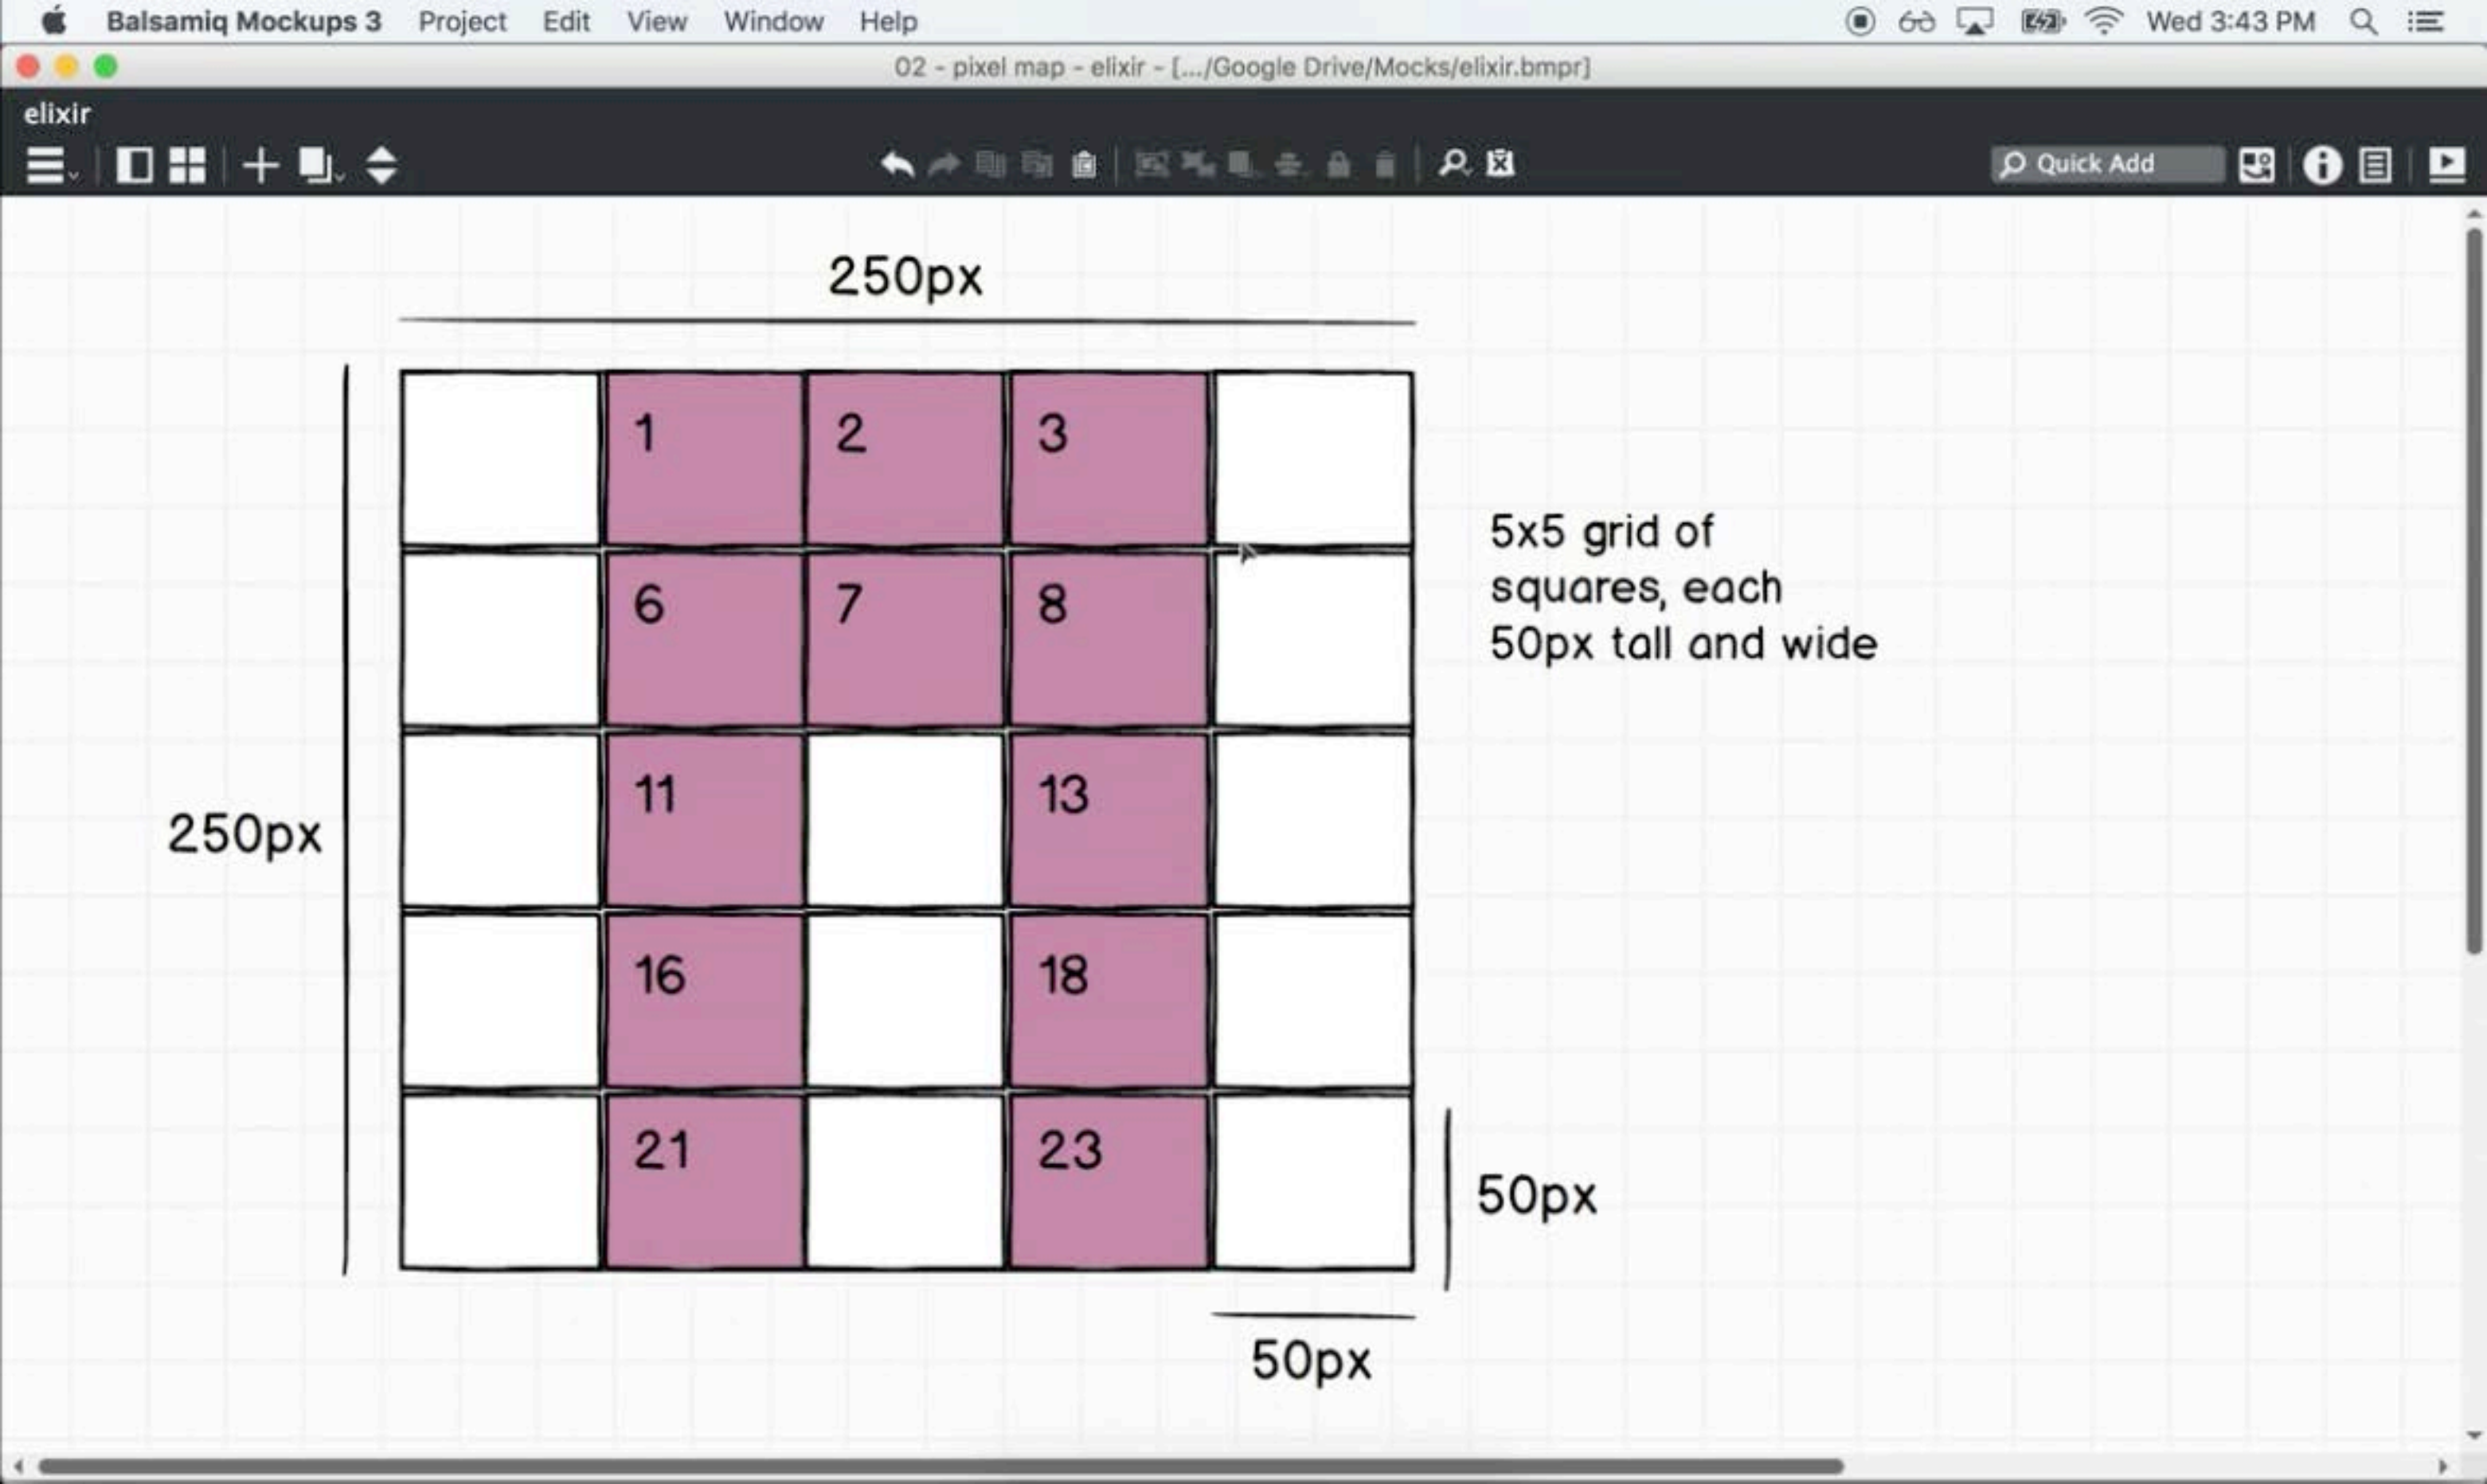 Balsamiq Mockups 3 Project Edit View Window Help Wed 3:43 PM
02 - pixel map - elixir - [.../Google Drive/Mocks/elixir.bmpr]
elixir
Quick Add
250px
1 2 3
5x5 grid of
squares, each
50px tall and wide
6 7 8
11 13
250px
16 18
21 23
50px
50px